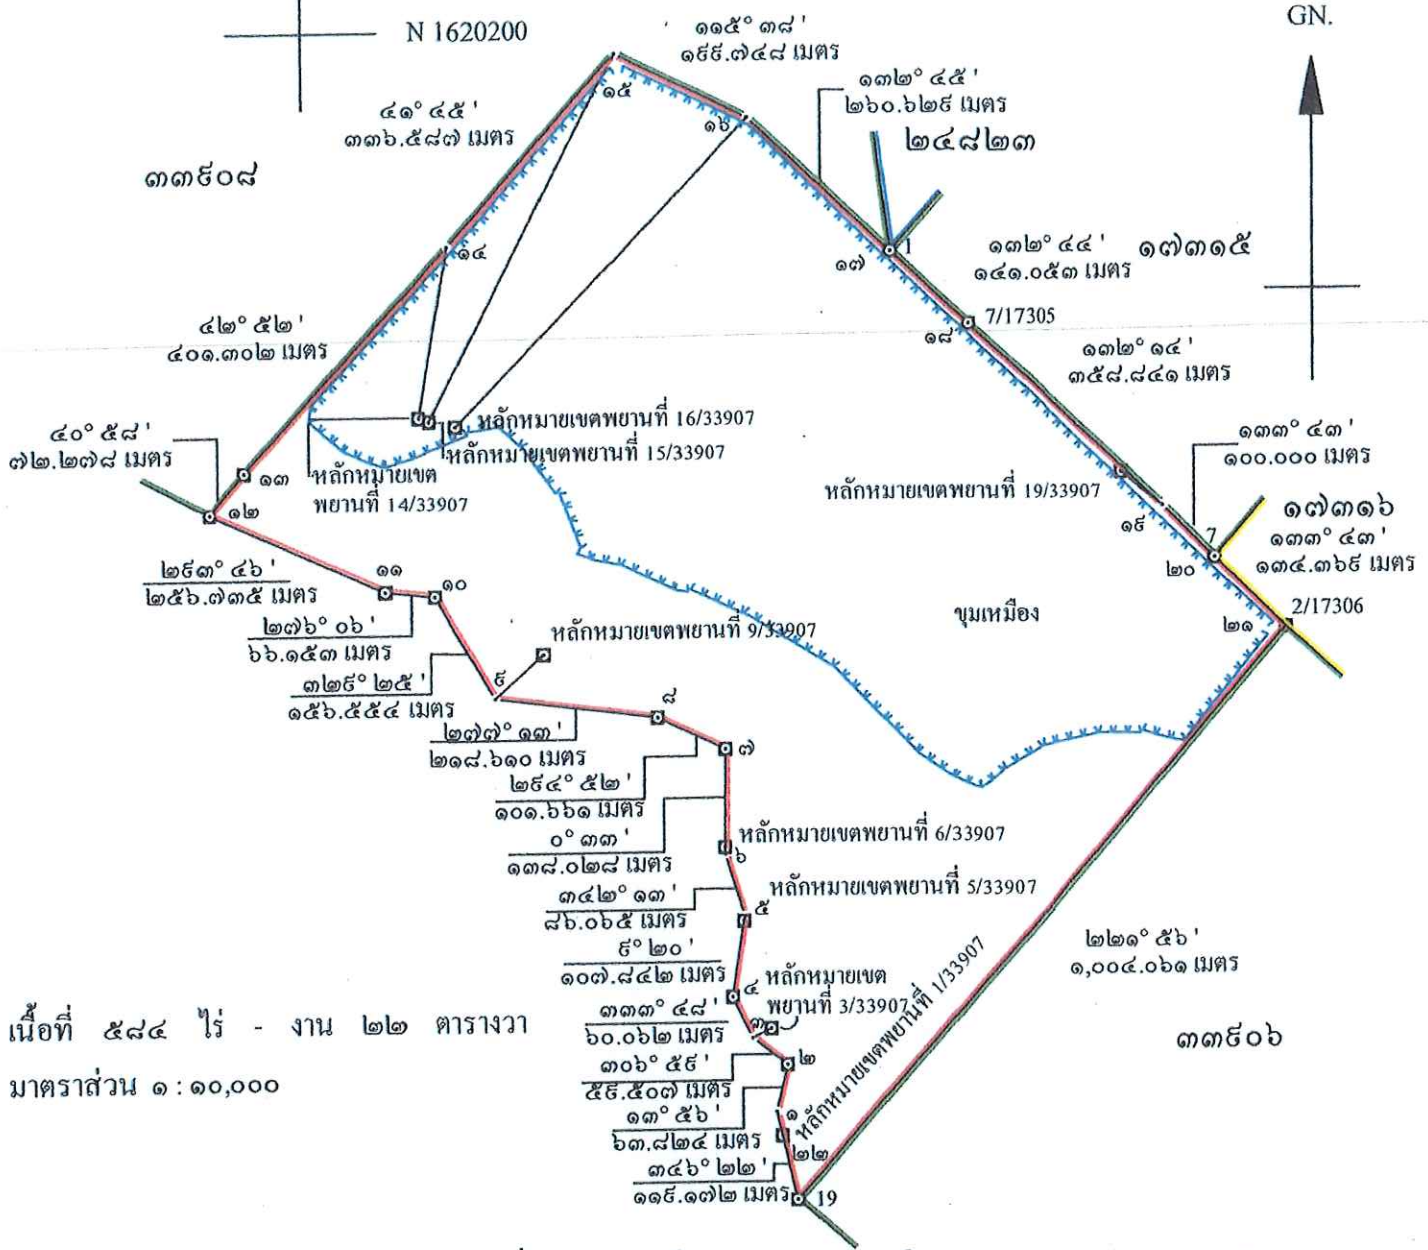 N 1620200
GN.
๑๑๕° ๓๘'
๑๙๙.๗๔๘ เมตร
๑๓๒° ๔๕'
๒๖๐.๖๒๙ เมตร
๒๔๘๒๓
๔๑° ๔๕'
๓๓๖.๕๘๗ เมตร
๓๓๙๐๘
๑๕
๑๖
๑๔
๑๗
1
๑๓๒° ๔๔'
๑๔๑.๐๕๓ เมตร
๑๗๓๑๕
๑๘
7/17305
๔๒° ๕๒'
๔๐๑.๓๐๒ เมตร
๑๓๒° ๑๔'
๓๕๘.๘๔๑ เมตร
๔๐° ๕๘'
๗๒.๒๗๘ เมตร
หลักหมายเขตพยานที่ 16/33907
หลักหมายเขตพยานที่ 15/33907
หลักหมายเขต
พยานที่ 14/33907
๑๓
๑๒
๑๓๓° ๔๓'
๑๐๐.๐๐๐ เมตร
หลักหมายเขตพยานที่ 19/33907
๑๙
7
๑๗๓๑๖
๑๓๓° ๔๓'
๑๓๔.๓๖๙ เมตร
๒๐
2/17306
๒๑
ขุมเหมือง
๒๙๓° ๔๖'
๒๕๖.๗๓๕ เมตร
๑๑
๑๐
๒๗๖° ๐๖'
๖๖.๑๕๓ เมตร
หลักหมายเขตพยานที่ 9/33907
๓๒๙° ๒๕'
๑๕๖.๕๕๔ เมตร
๙
๘
๒๗๗° ๑๓'
๒๑๘.๖๑๐ เมตร
๗
๒๙๔° ๕๒'
๑๐๑.๖๖๑ เมตร
๐° ๓๓'
๑๓๘.๐๒๘ เมตร
หลักหมายเขตพยานที่ 6/33907
๖
๓๔๒° ๑๓'
๘๖.๐๖๕ เมตร
หลักหมายเขตพยานที่ 5/33907
๕
๙° ๒๐'
๑๐๗.๘๔๒ เมตร
๔
หลักหมายเขต
พยานที่ 3/33907
๒๒๑° ๕๖'
๑,๐๐๔.๐๖๑ เมตร
๓๓๙๐๖
หลักหมายเขตพยานที่ 1/33907
เนื้อที่ ๕๘๔ ไร่ - งาน ๒๒ ตารางวา
มาตราส่วน ๑ : ๑๐,๐๐๐
๓๓๓° ๔๘'
๖๐.๐๖๒ เมตร
๓
๓๐๖° ๕๙'
๕๙.๕๐๗ เมตร
๒
๑๓° ๕๖'
๖๓.๘๒๔ เมตร
๑
๒๒
๓๔๖° ๒๒'
๑๑๙.๑๗๒ เมตร
19